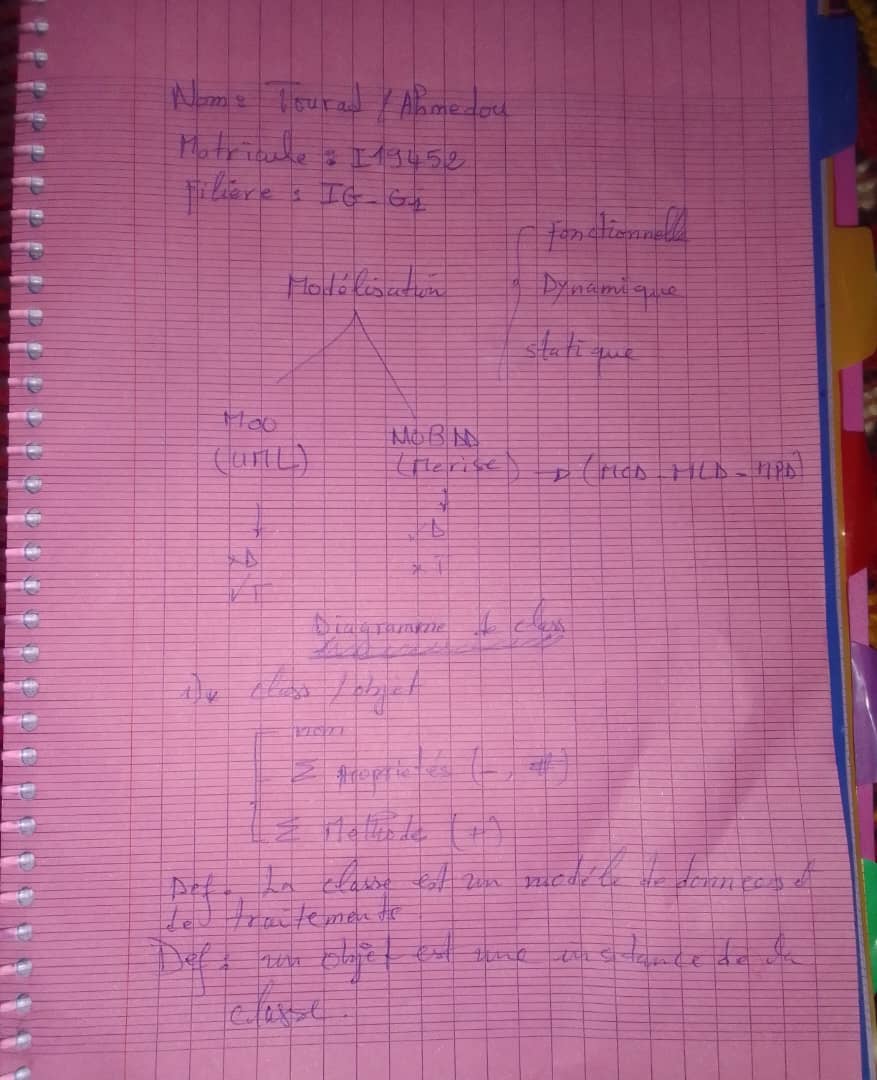 Nom : Tourad / Ahmedou
Matricule : I19452
Filière : IG - G1
Fonctionnelle
Modélisation
Dynamique
statique
MOO
(UML)
(Merise) → (MCD - MLD - MPD)
↓
↓
✓ D
x D
x T
✓ T
Diagramme de class
1) class / objet
nom
Σ Propriétés (-, #)
Σ Methode (+)
Def : La classe est un modéle de données et
de traitements
Def : un objet est une instance de la
classe.